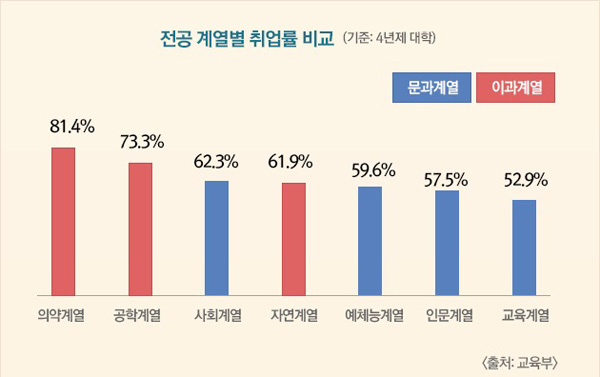 전공 계열별 취업률 비교 (기준: 4년제 대학)
문과계열 이과계열
81.4% 73.3% 62.3% 61.9% 59.6% 57.5% 52.9%
의약계열 공학계열 사회계열 자연계열 예체능계열 인문계열 교육계열
〈출처: 교육부〉